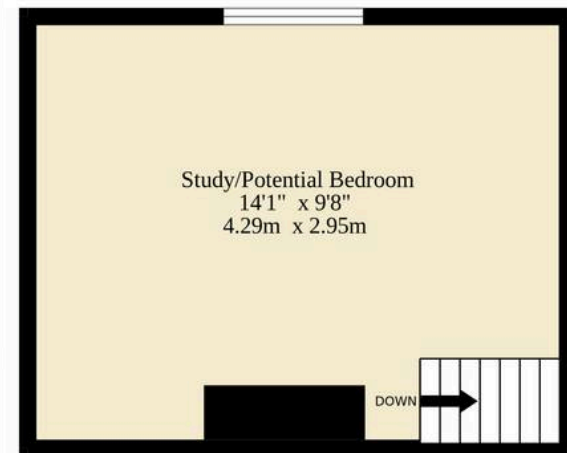 Study/Potential Bedroom
14'1" x 9'8"
4.29m x 2.95m
DOWN